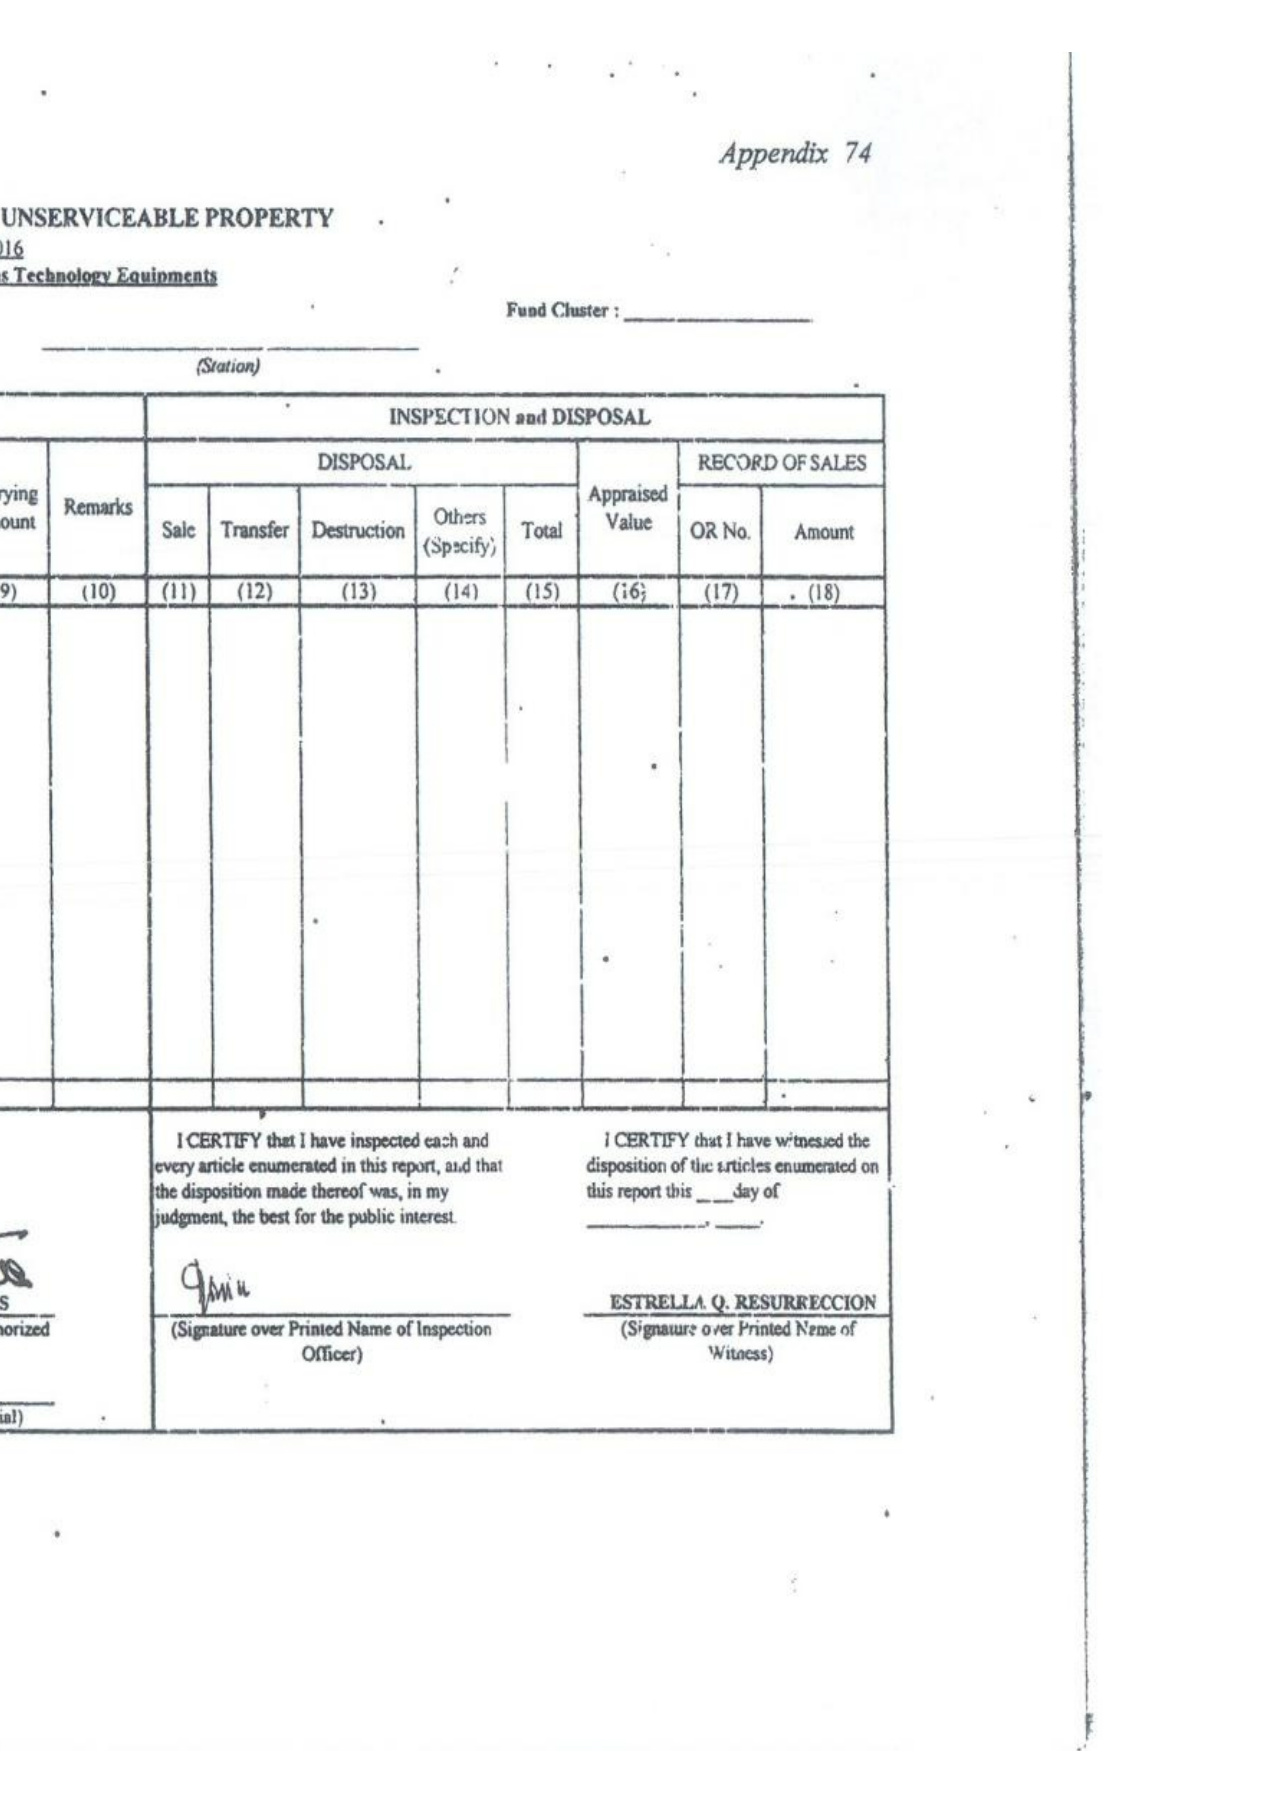 Appendix 74
UNSERVICEABLE PROPERTY
016
s Technology Equipments
Fund Cluster :
(Station)
INSPECTION and DISPOSAL
DISPOSAL
RECORD OF SALES
rying
ount
Remarks
Sale
Transfer
Destruction
Others
(Specify)
Total
Appraised
Value
OR No.
Amount
9) (10) (11) (12) (13) (14) (15) (16) (17) (18)
I CERTIFY that I have inspected each and
every article enumerated in this report, and that
the disposition made thereof was, in my
judgment, the best for the public interest.
I CERTIFY that I have witnessed the
disposition of the articles enumerated on
this report this __ __day of
____________, _____.
S
horized
ial)
(Signature over Printed Name of Inspection
Officer)
ESTRELLA Q. RESURRECCION
(Signature over Printed Name of
Witness)